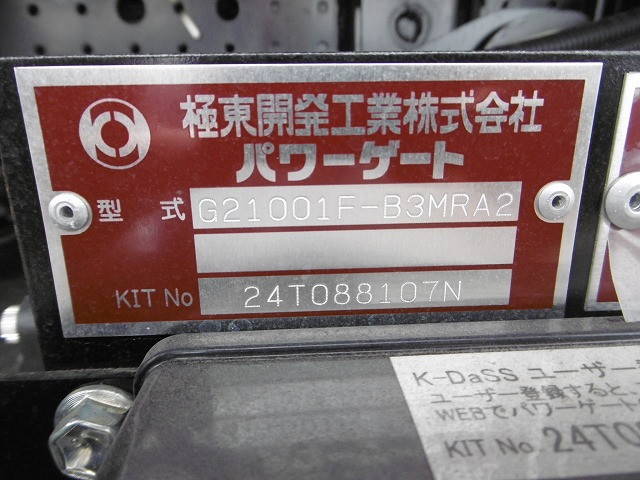 極東開発工業株式会社
パワーゲート
型式 G21001F-B3MRA2
KIT No 24T088107N
K-DaSS ユーザー
ユーザー登録すると、
WEBでパワーゲート
KIT No 24T0